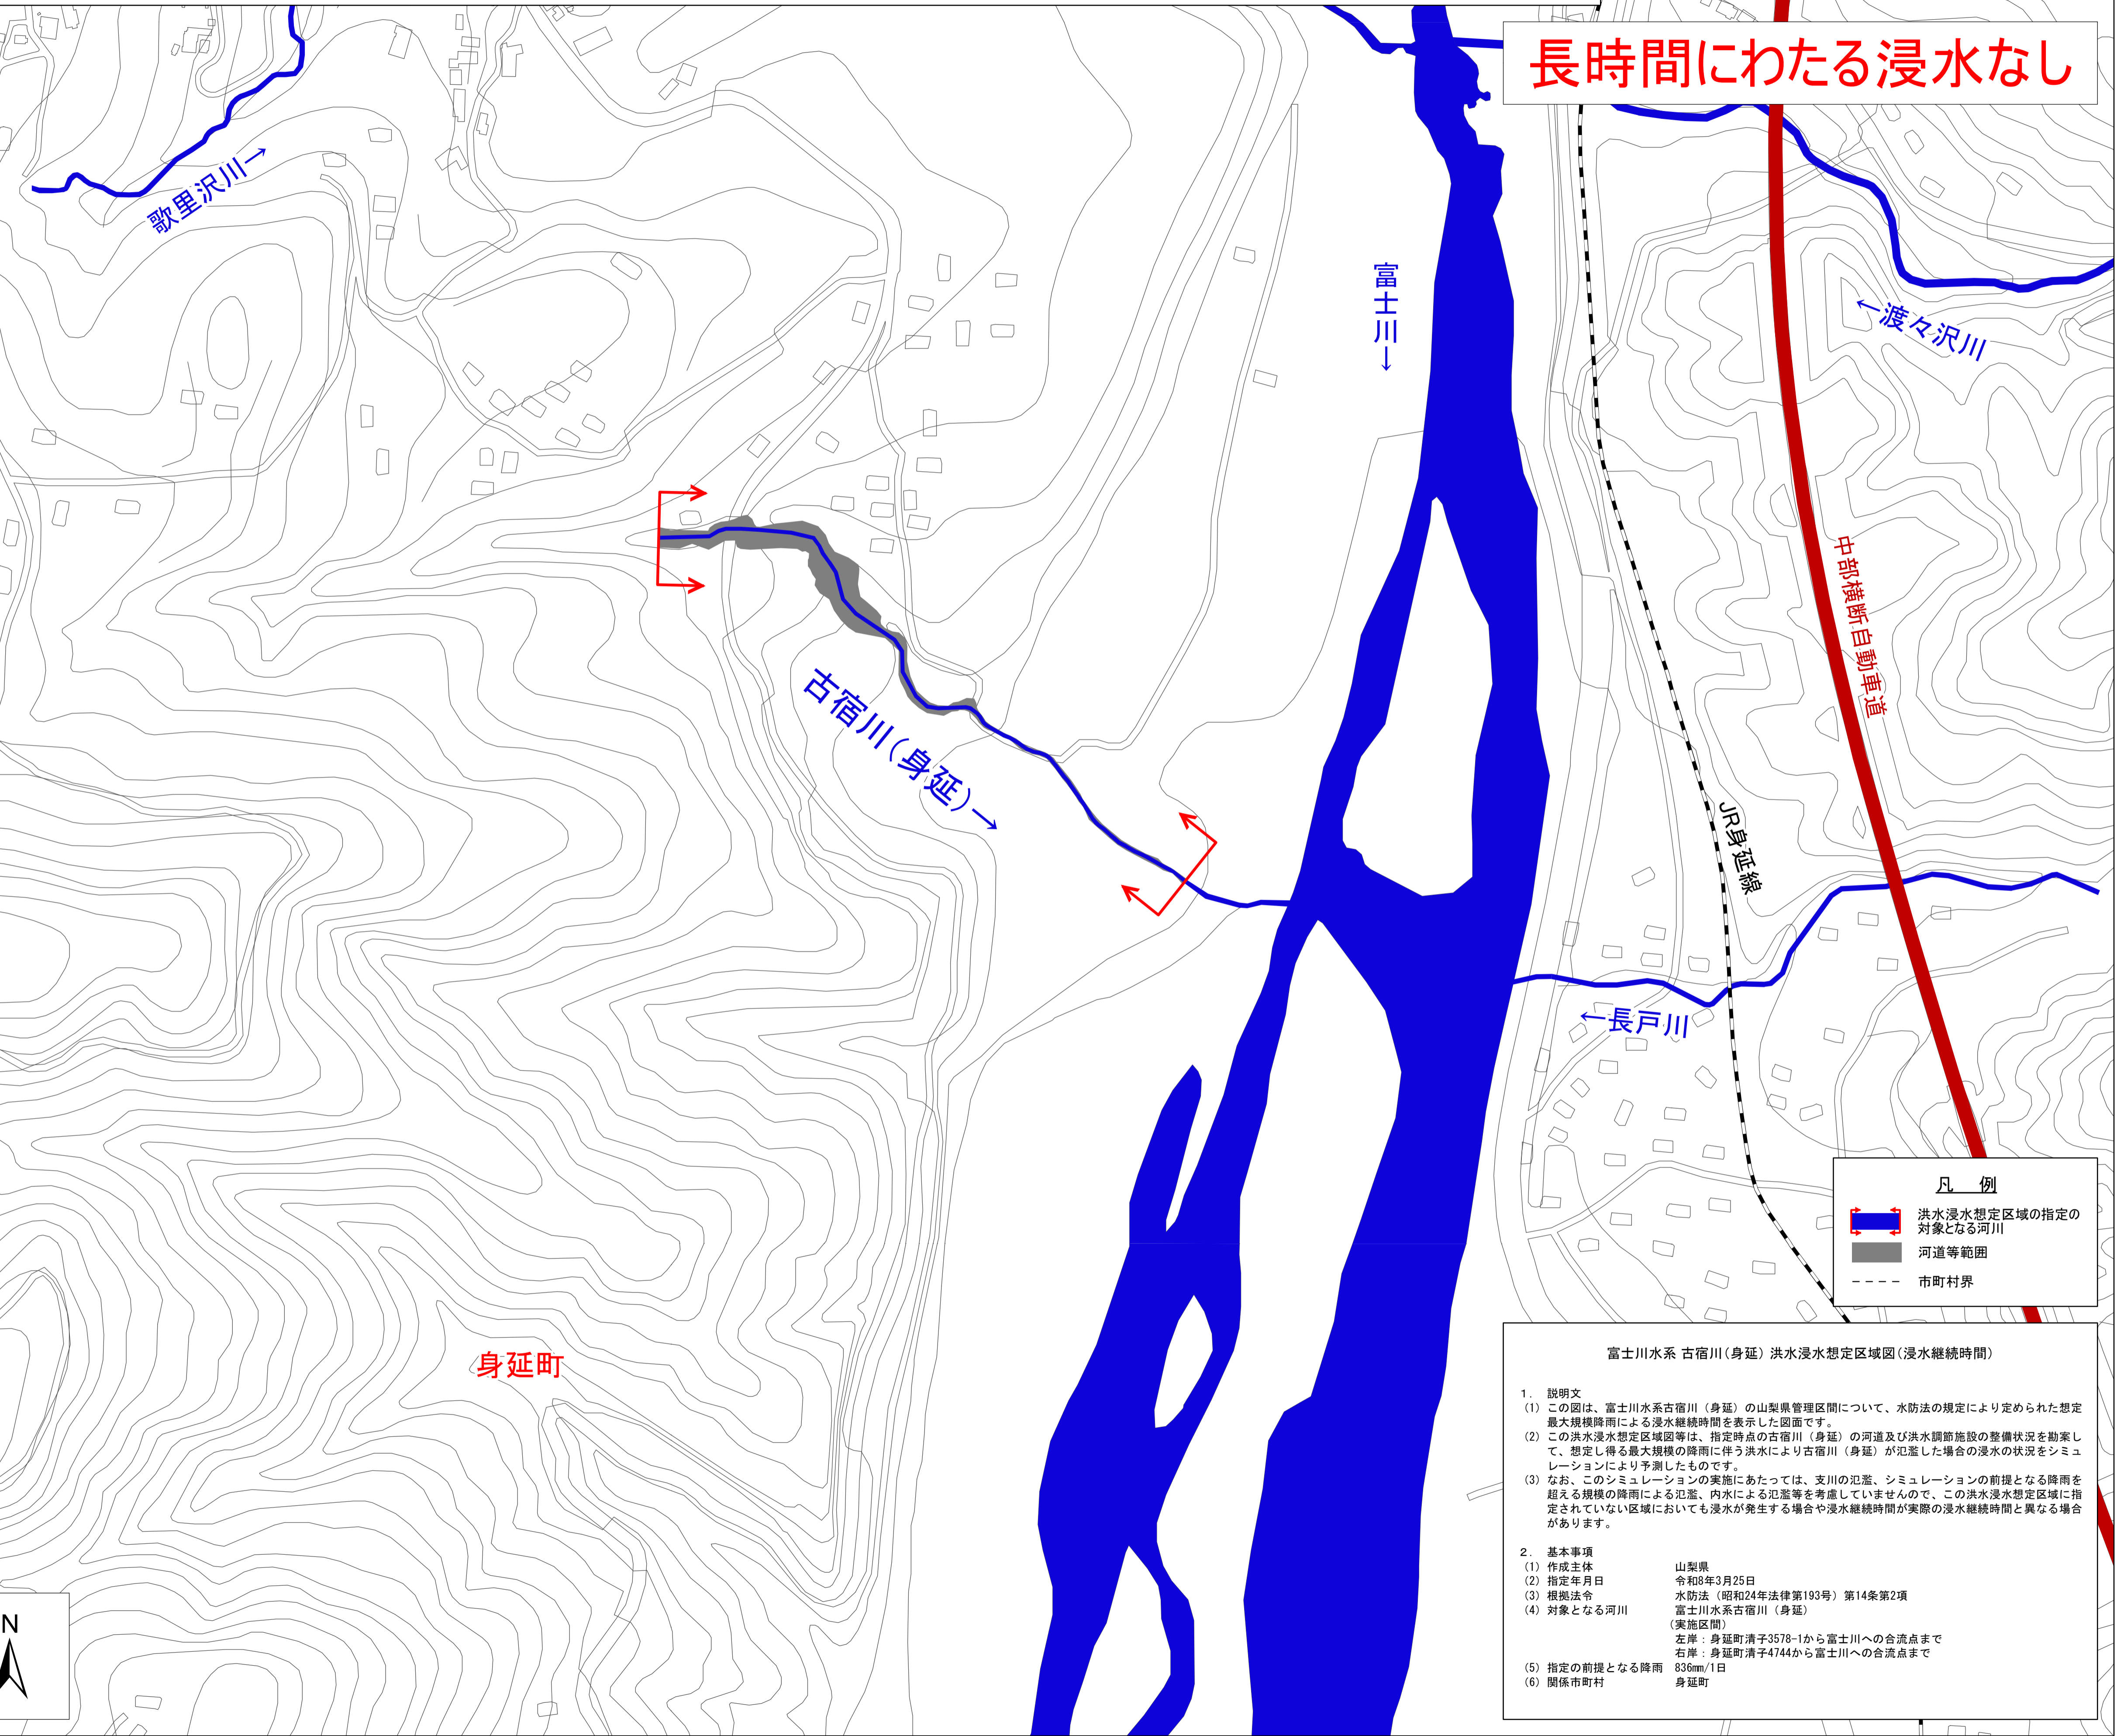 長時間にわたる浸水なし
歌里沢川→
富士川→
←渡々沢川
中部横断自動車道
古宿川（身延）→
JR身延線
←長戸川
身延町
N
凡　例
洪水浸水想定区域の指定の
対象となる河川
河道等範囲
市町村界
富士川水系 古宿川（身延） 洪水浸水想定区域図（浸水継続時間）
1.　説明文
(1) この図は、富士川水系古宿川（身延）の山梨県管理区間について、水防法の規定により定められた想定
最大規模降雨による浸水継続時間を表示した図面です。
(2) この洪水浸水想定区域図等は、指定時点の古宿川（身延）の河道及び洪水調節施設の整備状況を勘案し
て、想定し得る最大規模の降雨に伴う洪水により古宿川（身延）が氾濫した場合の浸水の状況をシミュ
レーションにより予測したものです。
(3) なお、このシミュレーションの実施にあたっては、支川の氾濫、シミュレーションの前提となる降雨を
超える規模の降雨による氾濫、内水による氾濫等を考慮していませんので、この洪水浸水想定区域に指
定されていない区域においても浸水が発生する場合や浸水継続時間が実際の浸水継続時間と異なる場合
があります。
2.　基本事項
(1) 作成主体　山梨県
(2) 指定年月日　令和8年3月25日
(3) 根拠法令　水防法（昭和24年法律第193号）第14条第2項
(4) 対象となる河川　富士川水系古宿川（身延）
（実施区間）
左岸：身延町清子3578-1から富士川への合流点まで
右岸：身延町清子4744から富士川への合流点まで
(5) 指定の前提となる降雨　836mm/1日
(6) 関係市町村　身延町